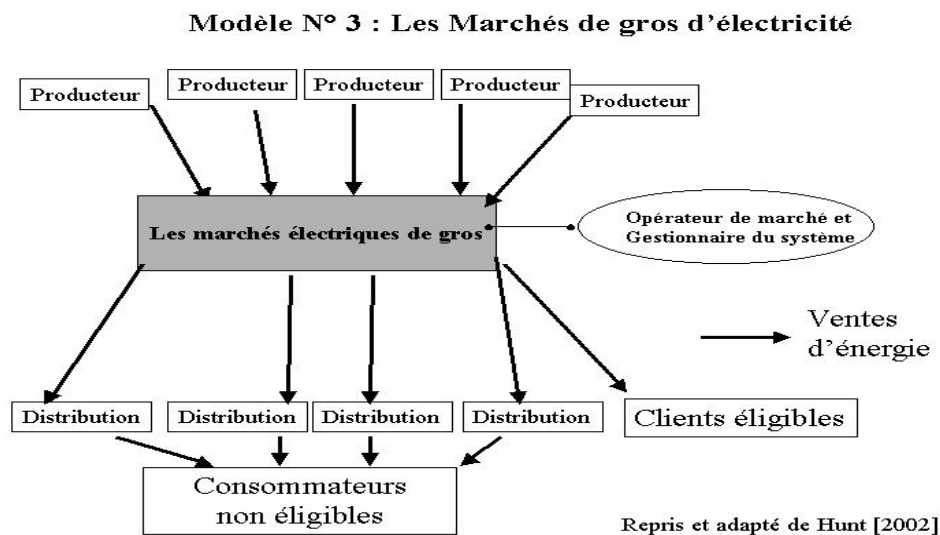 Modèle N° 3 : Les Marchés de gros d’électricité
Producteur
Producteur
Producteur
Producteur
Producteur
Les marchés électriques de gros
Opérateur de marché et
Gestionnaire du système
Ventes
d’énergie
Distribution
Distribution
Distribution
Distribution
Clients éligibles
Consommateurs
non éligibles
Repris et adapté de Hunt [2002]